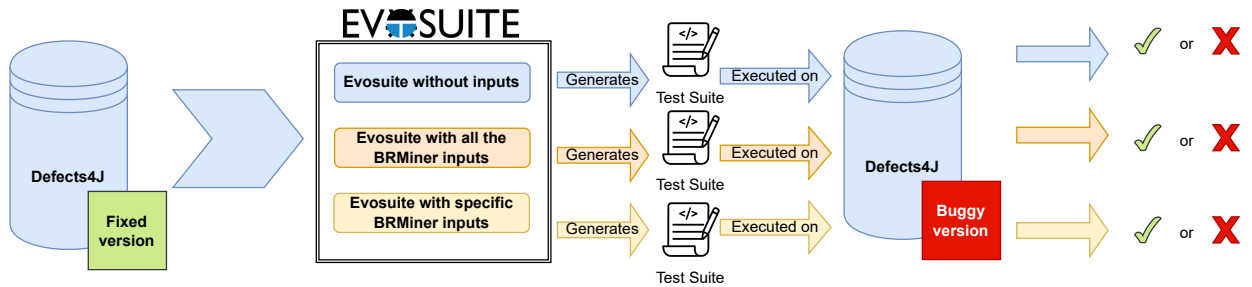 EVOSUITE
Defects4J
Fixed
version
Evosuite without inputs
Evosuite with all the
BRMiner inputs
Evosuite with specific
BRMiner inputs
Generates
</>
Test Suite
Executed on
Generates
</>
Test Suite
Executed on
Generates
</>
Test Suite
Executed on
Defects4J
Buggy
version
or
or
or